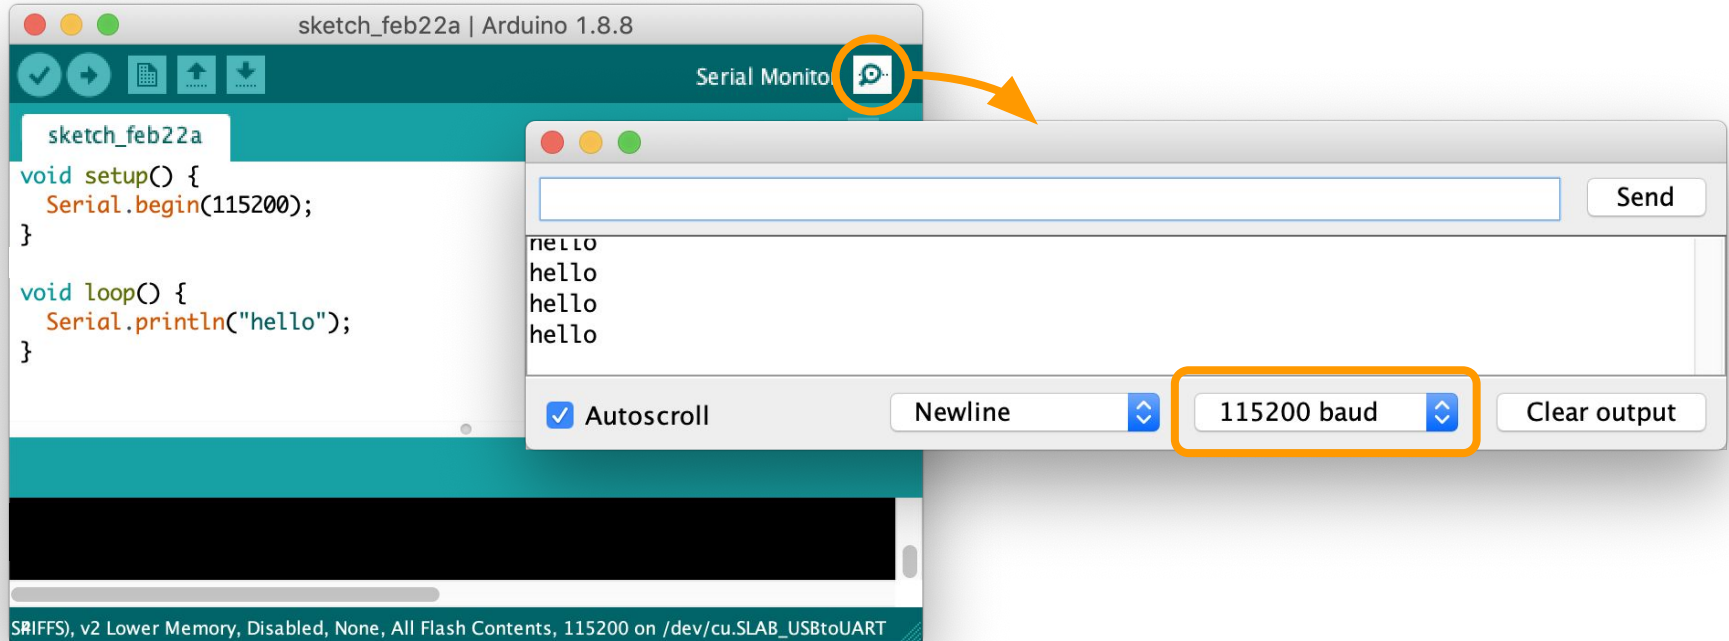 sketch_feb22a | Arduino 1.8.8
Serial Monitor
sketch_feb22a
void setup() {
  Serial.begin(115200);
}
void loop() {
  Serial.println("hello");
}
Send
hello
hello
hello
hello
Autoscroll
Newline
115200 baud
Clear output
v2 Lower Memory, Disabled, None, All Flash Contents, 115200 on /dev/cu.SLAB_USBtoUART